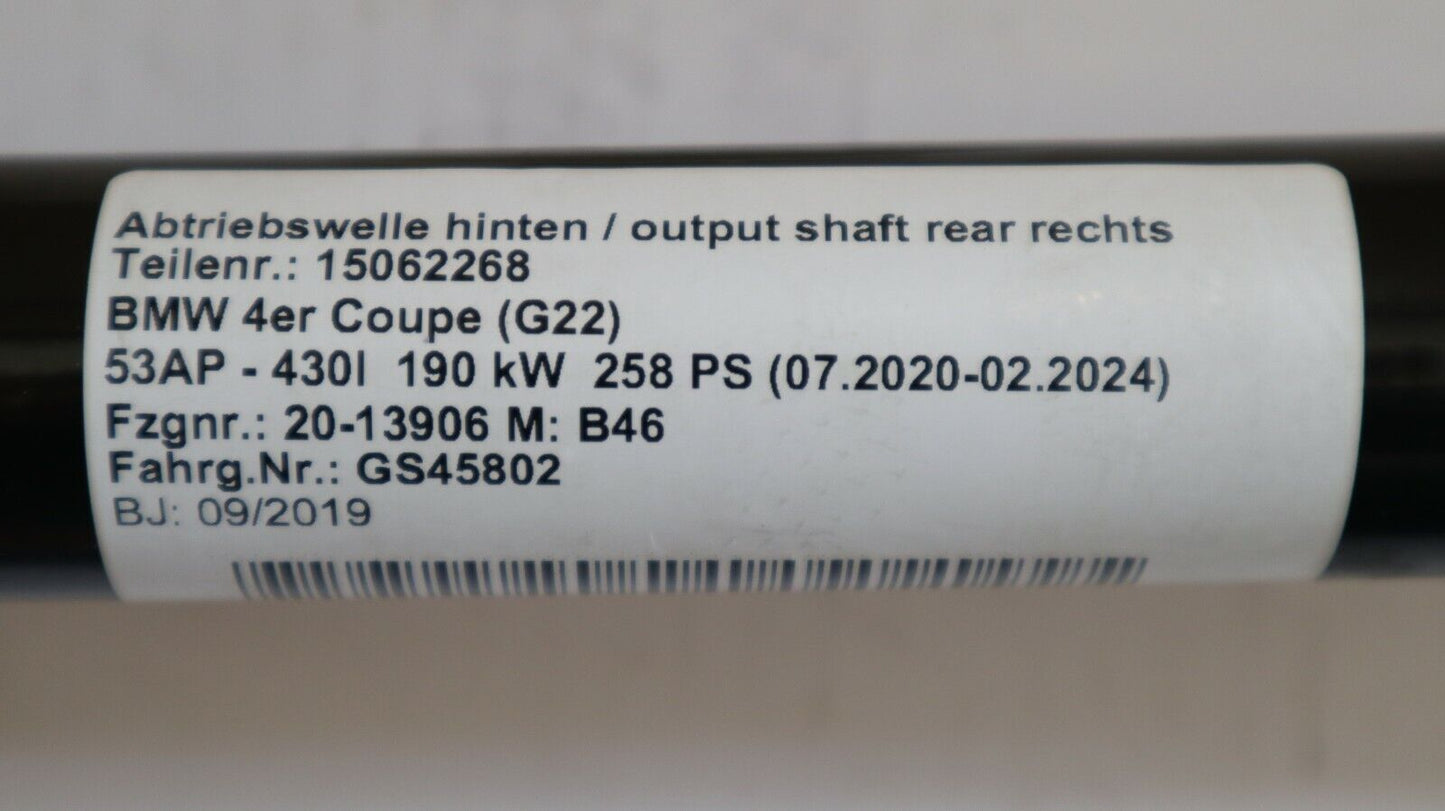 Abtriebswelle hinten / output shaft rear rechts
Teilenr.: 15062268
BMW 4er Coupe (G22)
53AP - 430I  190 kW  258 PS (07.2020-02.2024)
Fzgnr.: 20-13906 M: B46
Fahrg.Nr.: GS45802
BJ: 09/2019